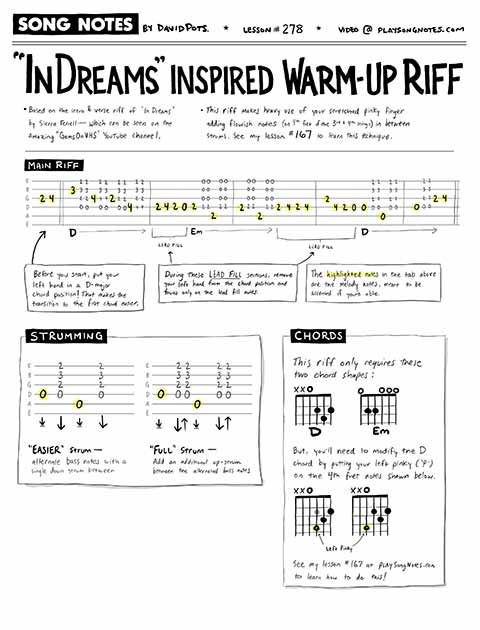 SONG NOTES BY DAVID POTS. * LESSON # 278 * VIDEO @ PLAYSONGNOTES.COM
"IN DREAMS" INSPIRED WARM-UP RIFF
• Based on the intro & verse riff of "In Dreams"
by Sierra Ferrell — which can be seen on the
amazing "GemsOnVHS" YouTube channel.
• This riff makes heavy use of your stretched pinky finger
adding flourish notes (on 5th fret of the 3rd & 4th strings) in between
strums. See my lesson #167 to learn this technique.
MAIN RIFF
D Em D
LEAD FILL LEAD FILL
Before you start, put your
left hand in a D-major
chord position! That makes the
transition to the first chord easier.
During these LEAD FILL sections, remove
your left hand from the chord position and
focus only on the lead fill notes.
The highlighted notes in the tab above
are the melody notes, meant to be
accented if you're able.
STRUMMING
E
B
G
D
A
E
"EASIER" strum —
alternate bass notes with a
single down strum between
"FULL" strum —
Add an additional up-strum
between the alternated bass notes
CHORDS
This riff only requires these
two chord shapes:
XXO O OOO
D Em
But, you'll need to modify the D
chord by putting your left pinky ("P")
on the 4th fret notes shown below.
XXO XXO
Left Pinky
See my lesson #167 at PlaySongNotes.com
to learn how to do this!